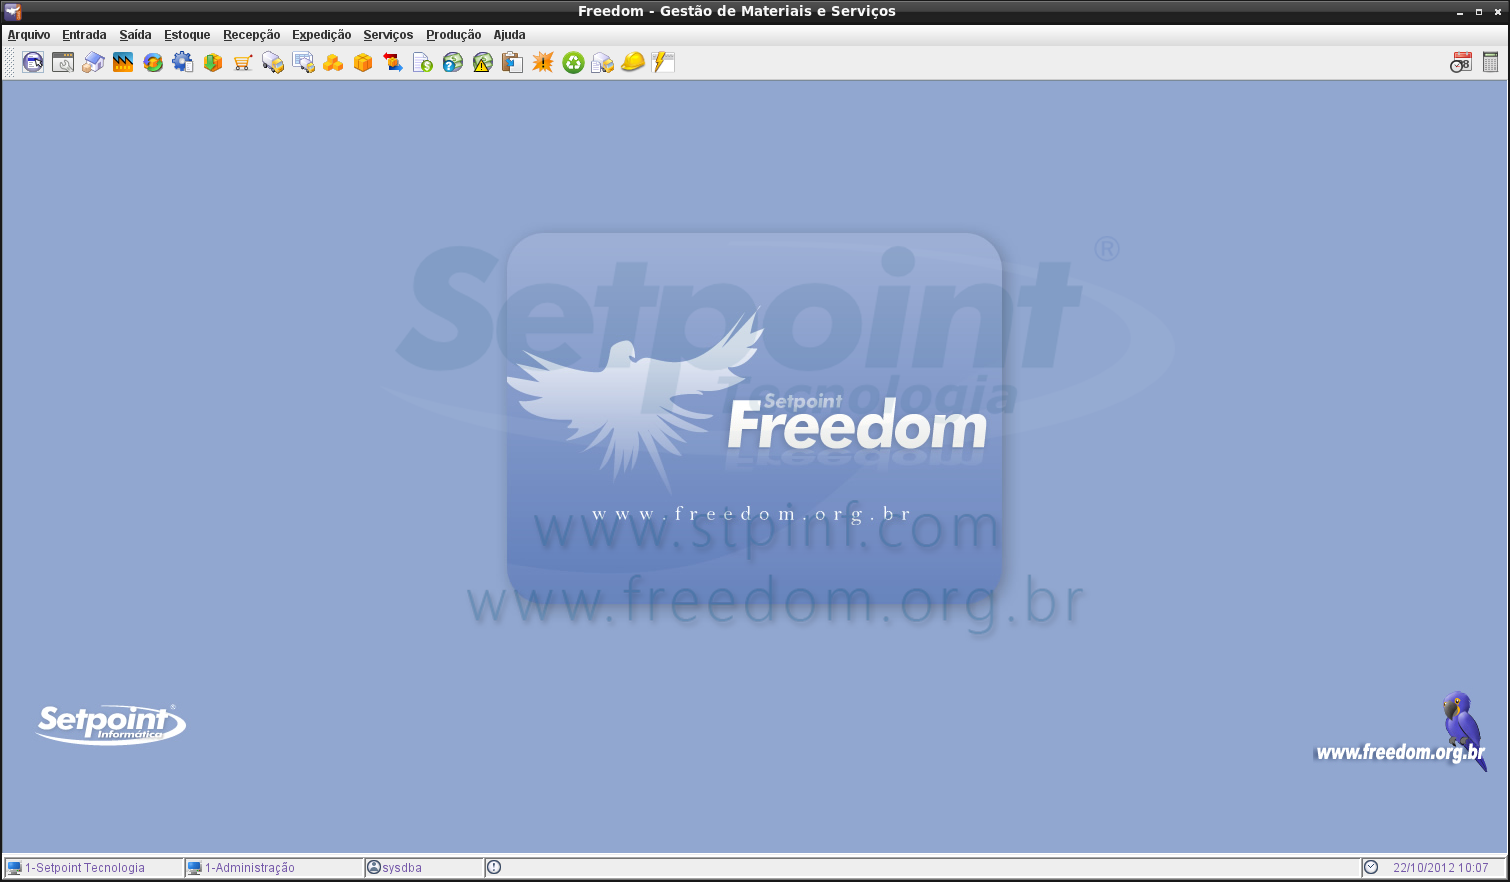 Freedom - Gestão de Materiais e Serviços
Arquivo Entrada Saída Estoque Recepção Expedição Serviços Produção Ajuda
Setpoint ®
Tecnologia
Setpoint
Freedom
www.freedom.org.br
www.stpinf.com
www.freedom.org.br
Setpoint ®
Informática
www.freedom.org.br
1-Setpoint Tecnologia 1-Administração sysdba 22/10/2012 10:07